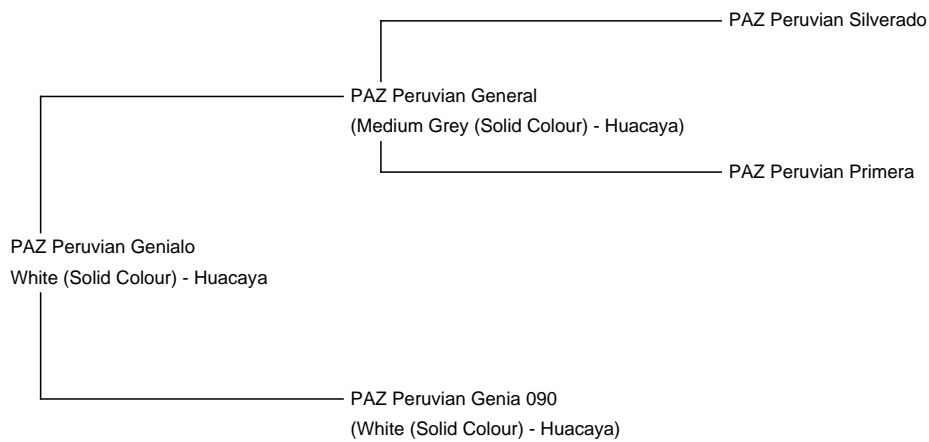 PAZ Peruvian Silverado
PAZ Peruvian General
(Medium Grey (Solid Colour) - Huacaya)
PAZ Peruvian Primera
PAZ Peruvian Genialo
White (Solid Colour) - Huacaya
PAZ Peruvian Genia 090
(White (Solid Colour) - Huacaya)